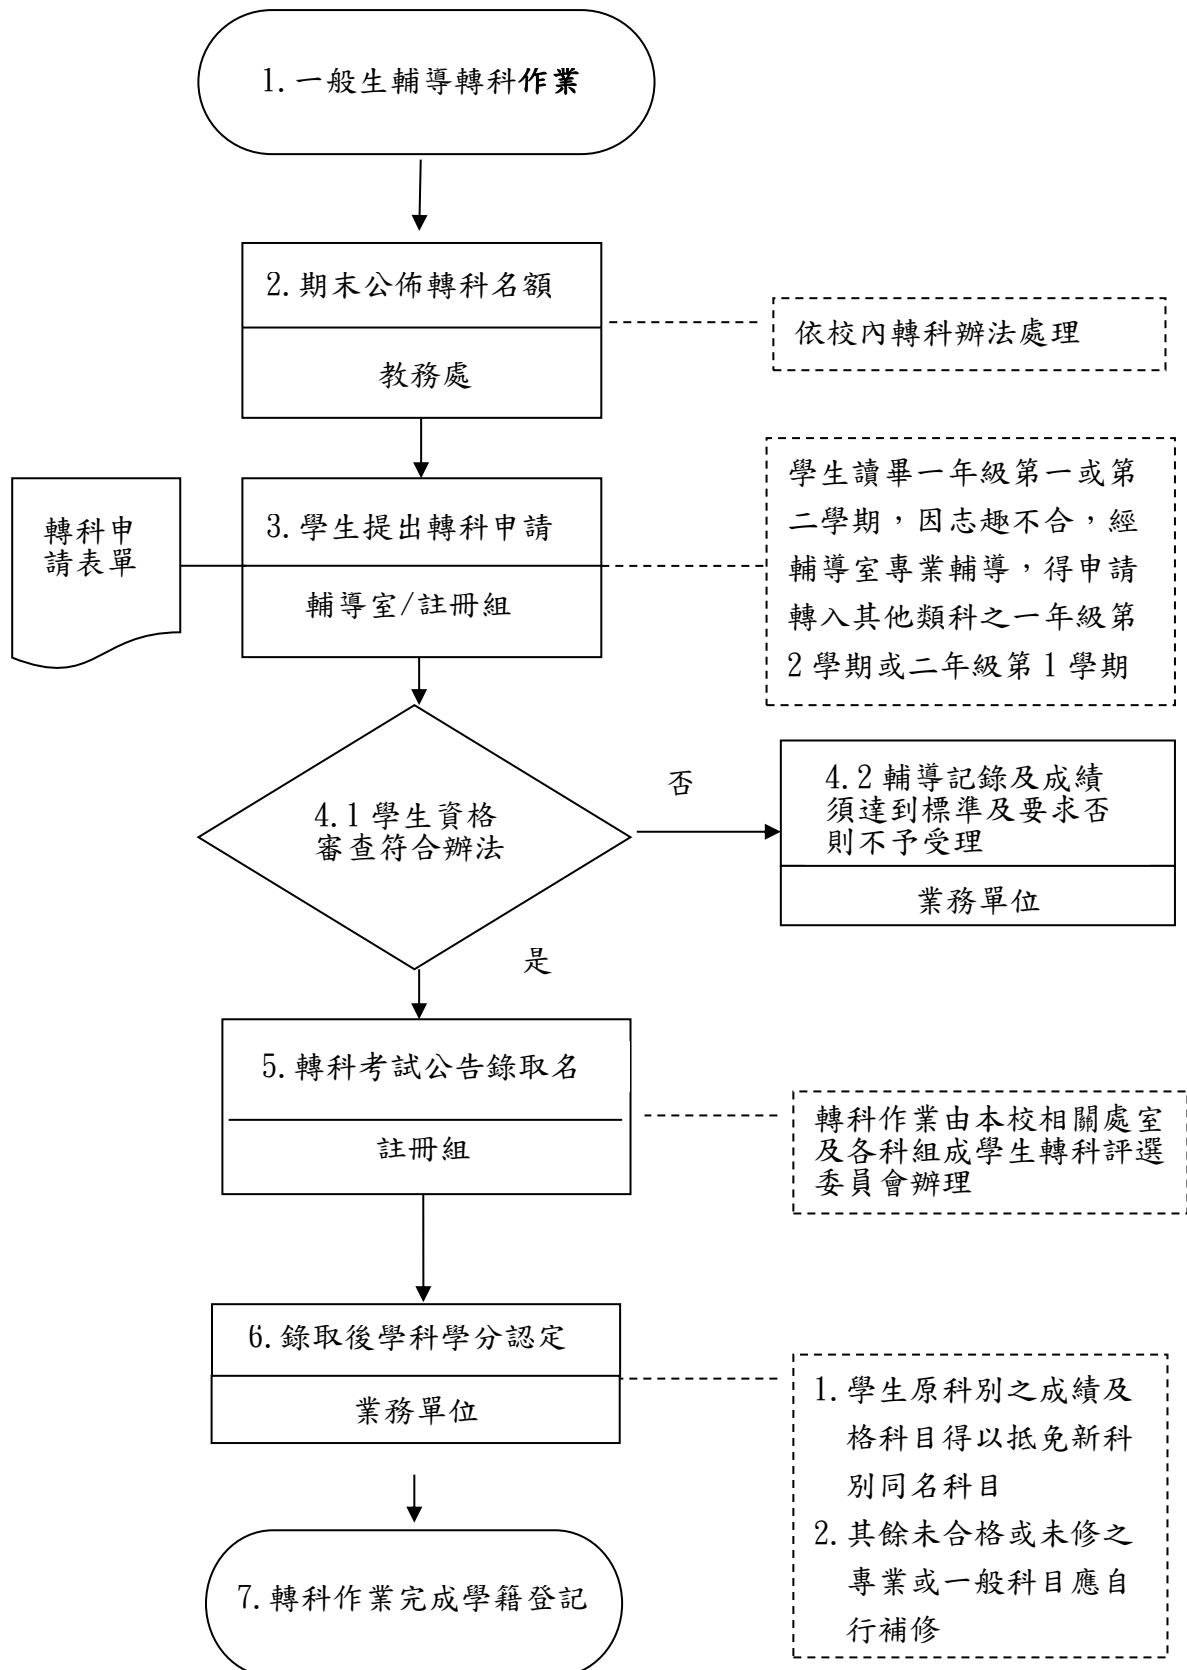 1.一般生輔導轉科作業
2.期末公佈轉科名額
教務處
依校內轉科辦法處理
轉科申
請表單
3.學生提出轉科申請
輔導室/註冊組
學生讀畢一年級第一或第
二學期，因志趣不合，經
輔導室專業輔導，得申請
轉入其他類科之一年級第
2學期或二年級第1學期
4.1學生資格
審查符合辦法
否
4.2輔導記錄及成績
須達到標準及要求否
則不予受理
業務單位
是
5.轉科考試公告錄取名
註冊組
轉科作業由本校相關處室
及各科組成學生轉科評選
委員會辦理
6.錄取後學科學分認定
業務單位
1.學生原科別之成績及
格科目得以抵免新科
別同名科目
2.其餘未合格或未修之
專業或一般科目應自
行補修
7.轉科作業完成學籍登記